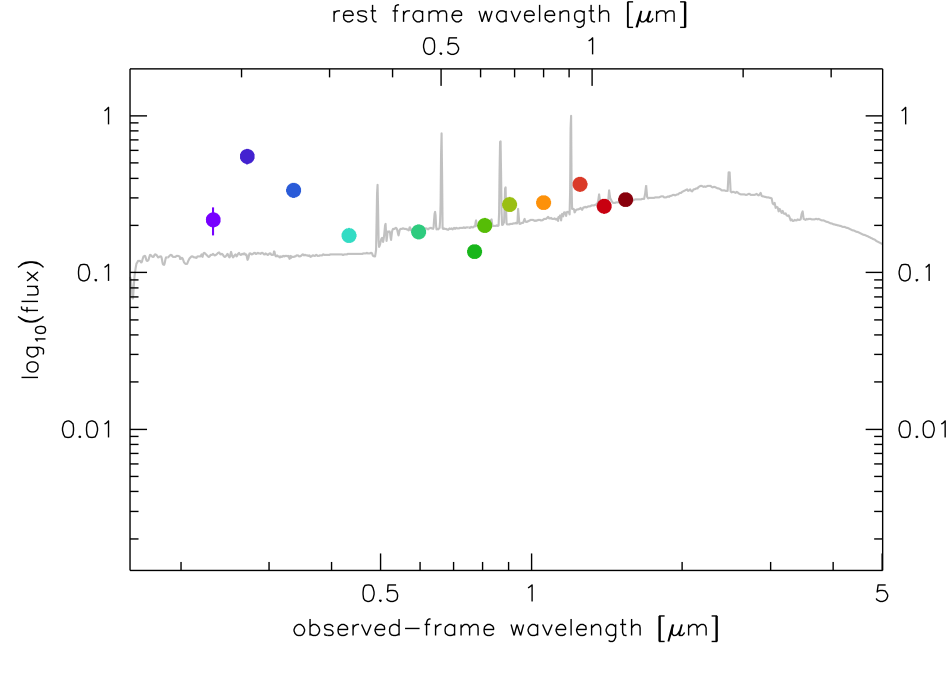 rest frame wavelength [μm]
0.5 1
1 1
0.1 0.1
0.01 0.01
log10(flux)
0.5 1 5
observed-frame wavelength [μm]